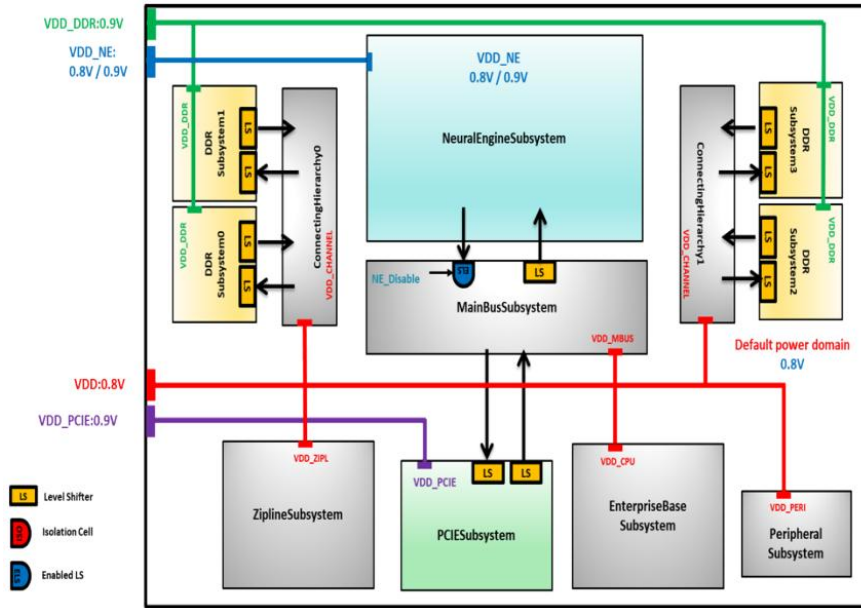 VDD_DDR:0.9V
VDD_NE:
0.8V / 0.9V
VDD_NE
0.8V / 0.9V
NeuralEngineSubsystem
VDD_DDR
DDR
Subsystem1
LS
LS
VDD_DDR
DDR
Subsystem0
LS
LS
ConnectingHierarchy0
VDD_CHANNEL
ConnectingHierarchy1
VDD_CHANNEL
LS
LS
DDR
Subsystem3
VDD_DDR
LS
LS
DDR
Subsystem2
VDD_DDR
NE_Disable
ELS
LS
MainBusSubsystem
VDD_MBUS
Default power domain
0.8V
VDD:0.8V
VDD_PCIE:0.9V
VDD_ZIPL
ZiplineSubsystem
VDD_PCIE
LS
LS
PCIESubsystem
VDD_CPU
EnterpriseBase
Subsystem
VDD_PERI
Peripheral
Subsystem
LS
Level Shifter
Isolation Cell
ELS
Enabled LS